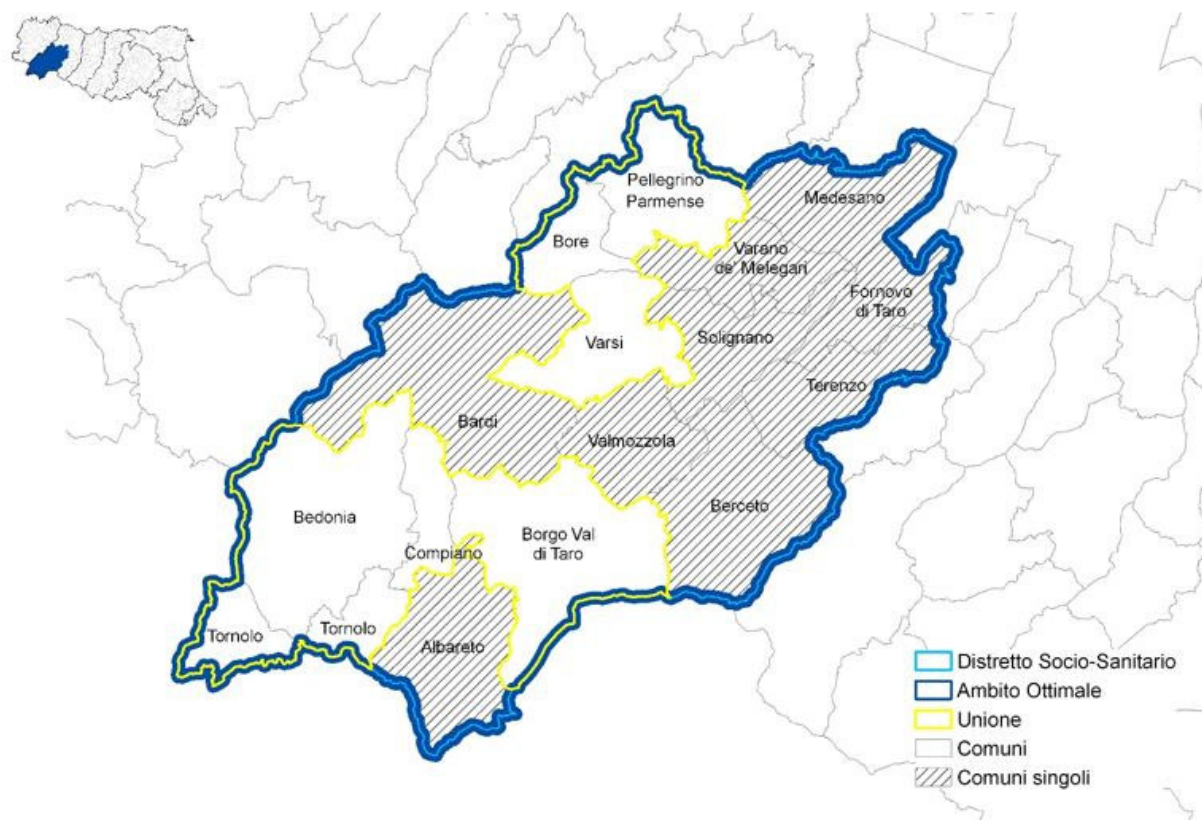 Pellegrino
Parmense
Medesano
Bore
Varano
de' Melegari
Fornovo
di Taro
Varsi
Solignano
Terenzo
Bardi
Valmozzola
Berceto
Bedonia
Borgo Val
di Taro
Compiano
Tornolo
Tornolo
Albareto
Distretto Socio-Sanitario
Ambito Ottimale
Unione
Comuni
Comuni singoli